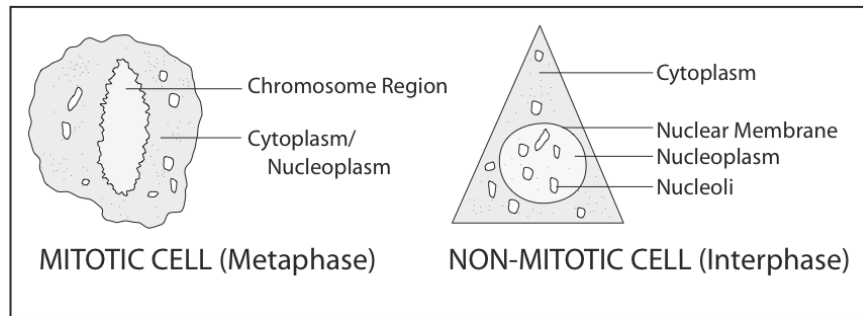 Chromosome Region
Cytoplasm/
Nucleoplasm
MITOTIC CELL (Metaphase)
Cytoplasm
Nuclear Membrane
Nucleoplasm
Nucleoli
NON-MITOTIC CELL (Interphase)